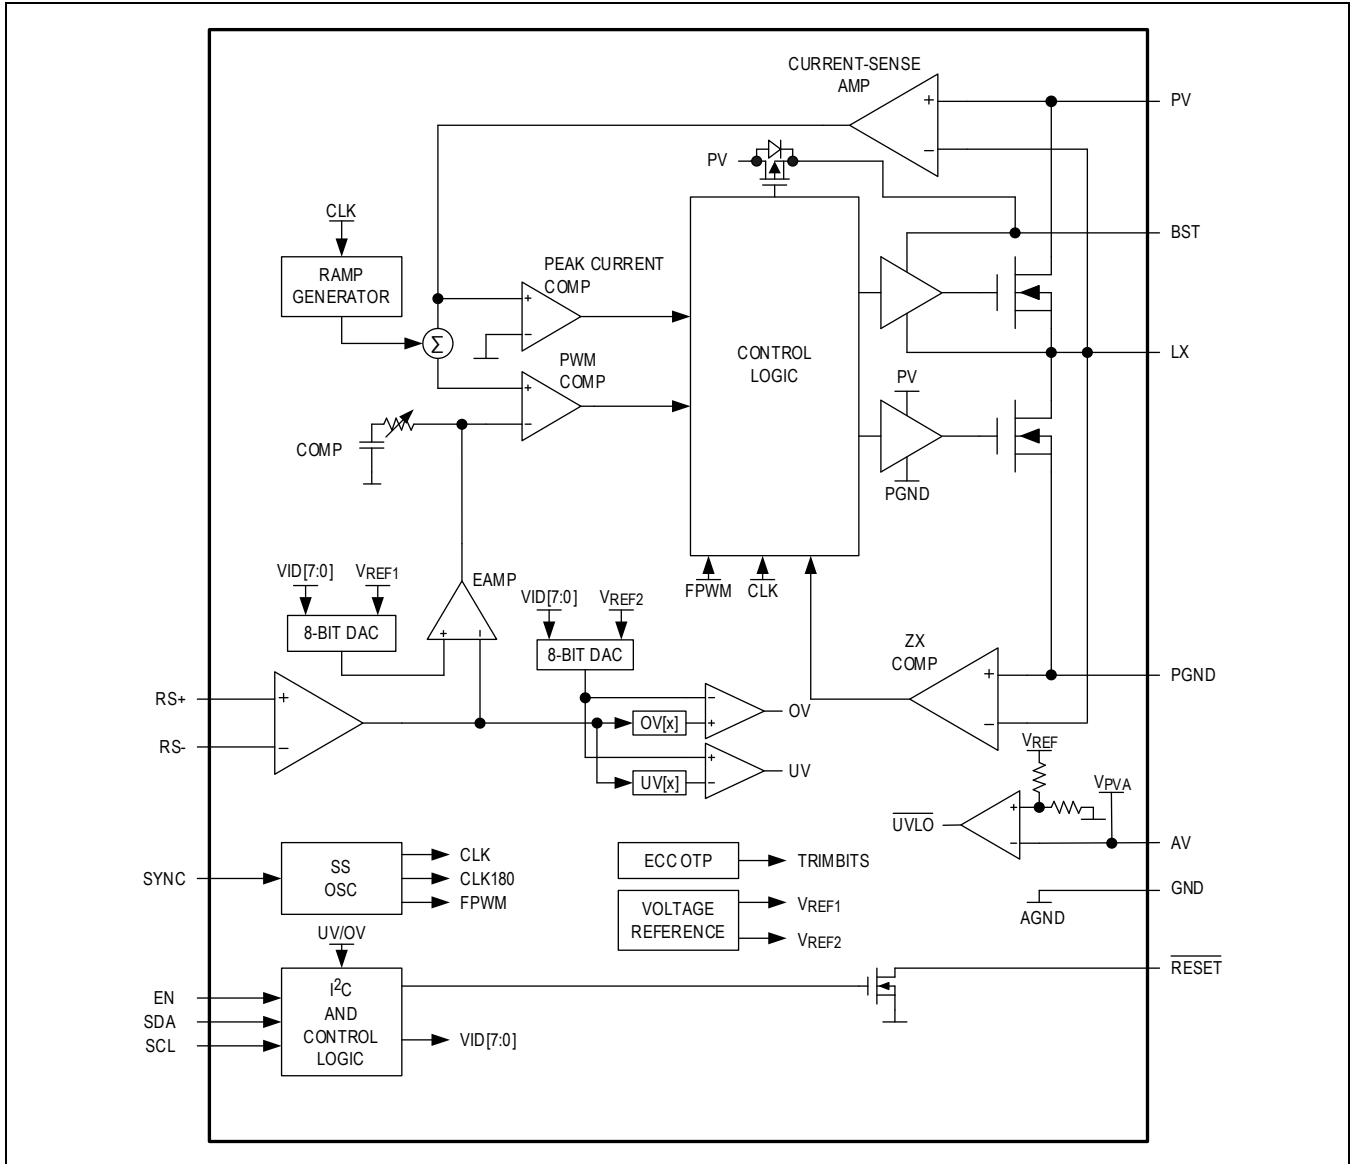 CURRENT-SENSE
AMP
+
−
PV
PV
BST
CLK
RAMP
GENERATOR
Σ
PEAK CURRENT
COMP
+
−
PWM
COMP
+
−
COMP
CONTROL
LOGIC
LX
PV
PGND
FPWM
CLK
VID[7:0]
VREF1
8-BIT DAC
EAMP
+
−
VID[7:0]
VREF2
8-BIT DAC
ZX
COMP
+
−
PGND
RS+
RS-
+
−
OV[x]
−
+
OV
UV[x]
+
−
UV
VREF
VPVA
UVLO
+
−
AV
SYNC
SS
OSC
CLK
CLK180
FPWM
ECC OTP
TRIMBITS
VOLTAGE
REFERENCE
VREF1
VREF2
GND
AGND
UV/OV
RESET
EN
SDA
SCL
I2C
AND
CONTROL
LOGIC
VID[7:0]